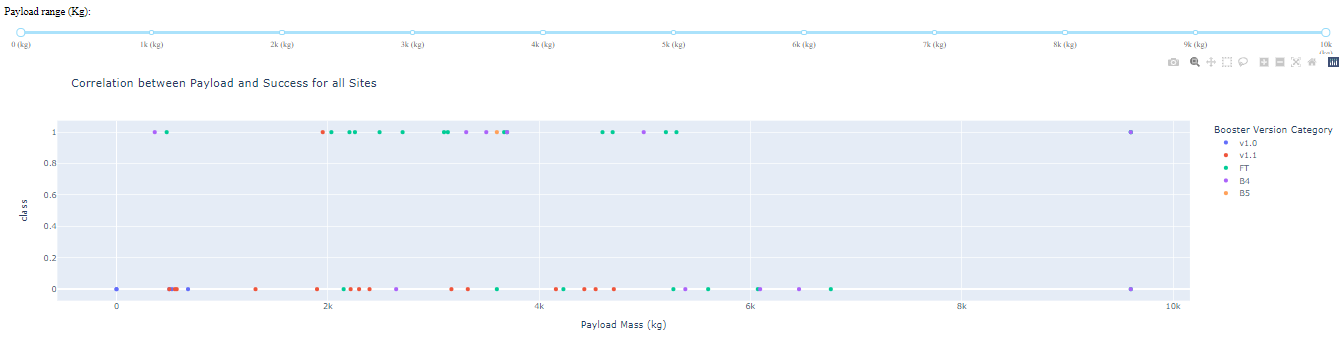 Payload range (Kg):
0 (kg) 1k (kg) 2k (kg) 3k (kg) 4k (kg) 5k (kg) 6k (kg) 7k (kg) 8k (kg) 9k (kg) 10k
Correlation between Payload and Success for all Sites
Booster Version Category
v1.0
v1.1
FT
B4
B5
class
1
0.8
0.6
0.4
0.2
0
0 2k 4k 6k 8k 10k
Payload Mass (kg)